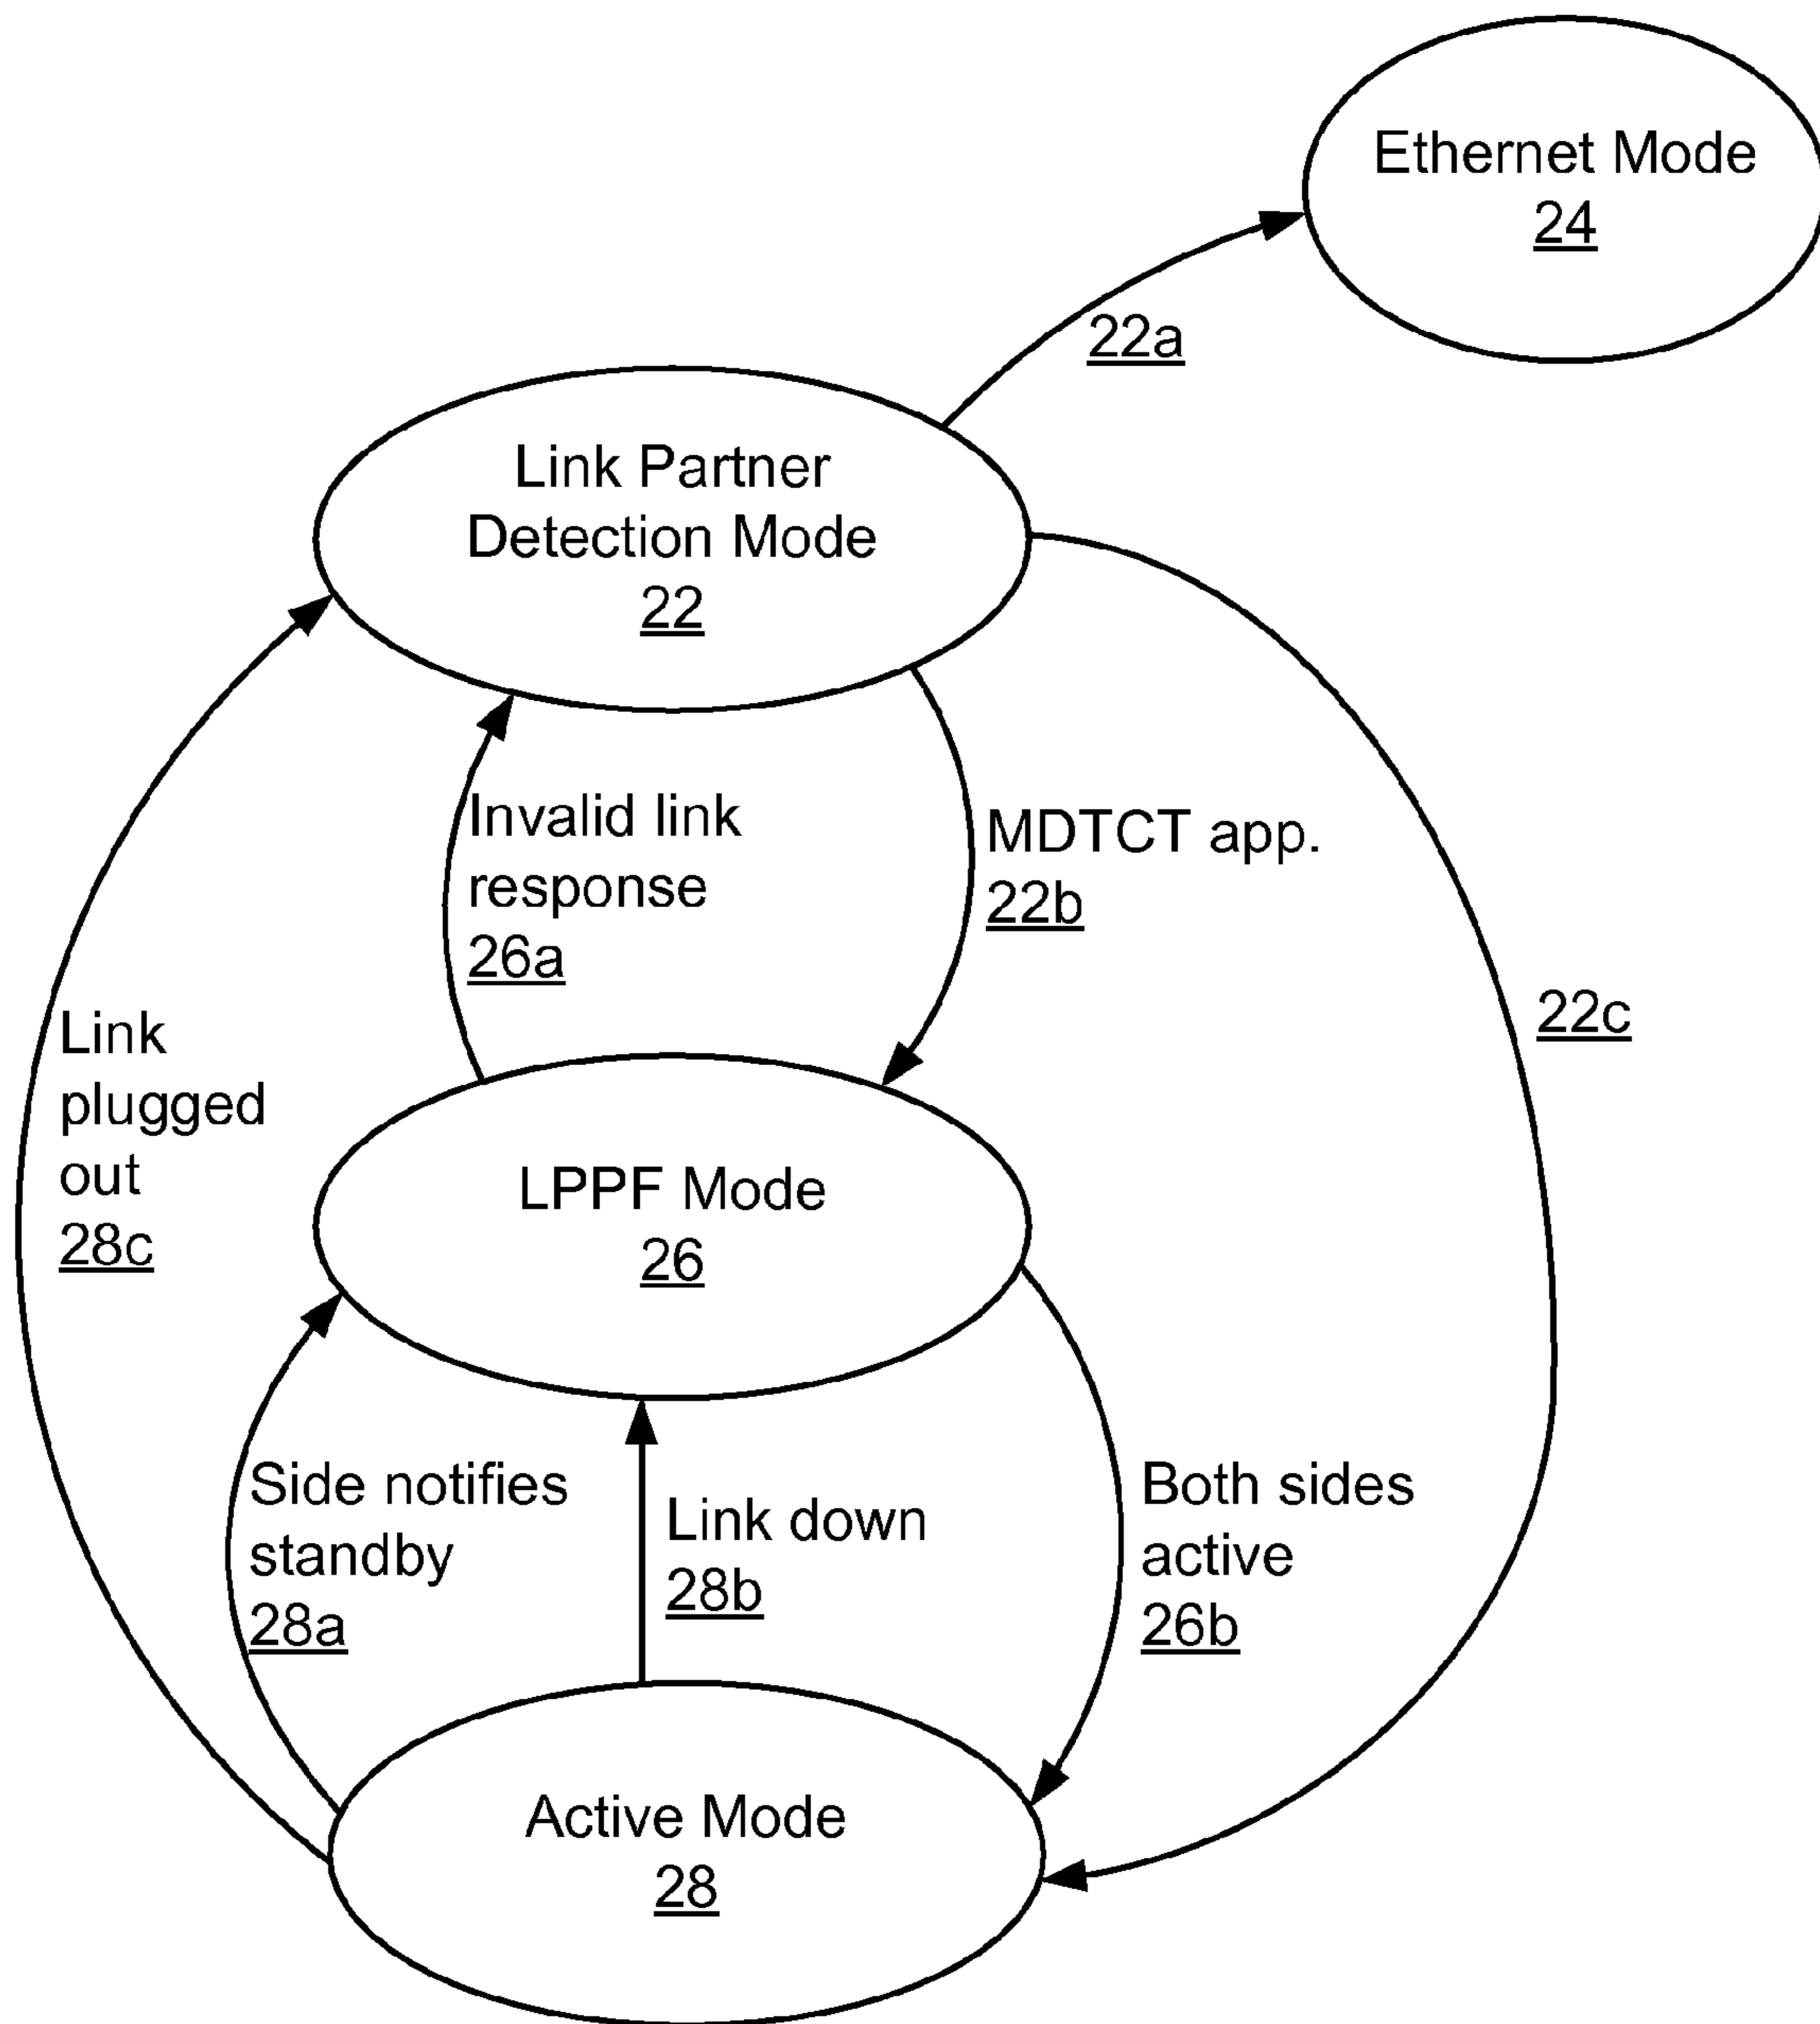 Ethernet Mode
24
22a
Link Partner
Detection Mode
22
Invalid link
response
26a
MDTCT app.
22b
22c
Link
plugged
out
28c
LPPF Mode
26
Side notifies
standby
28a
Link down
28b
Both sides
active
26b
Active Mode
28